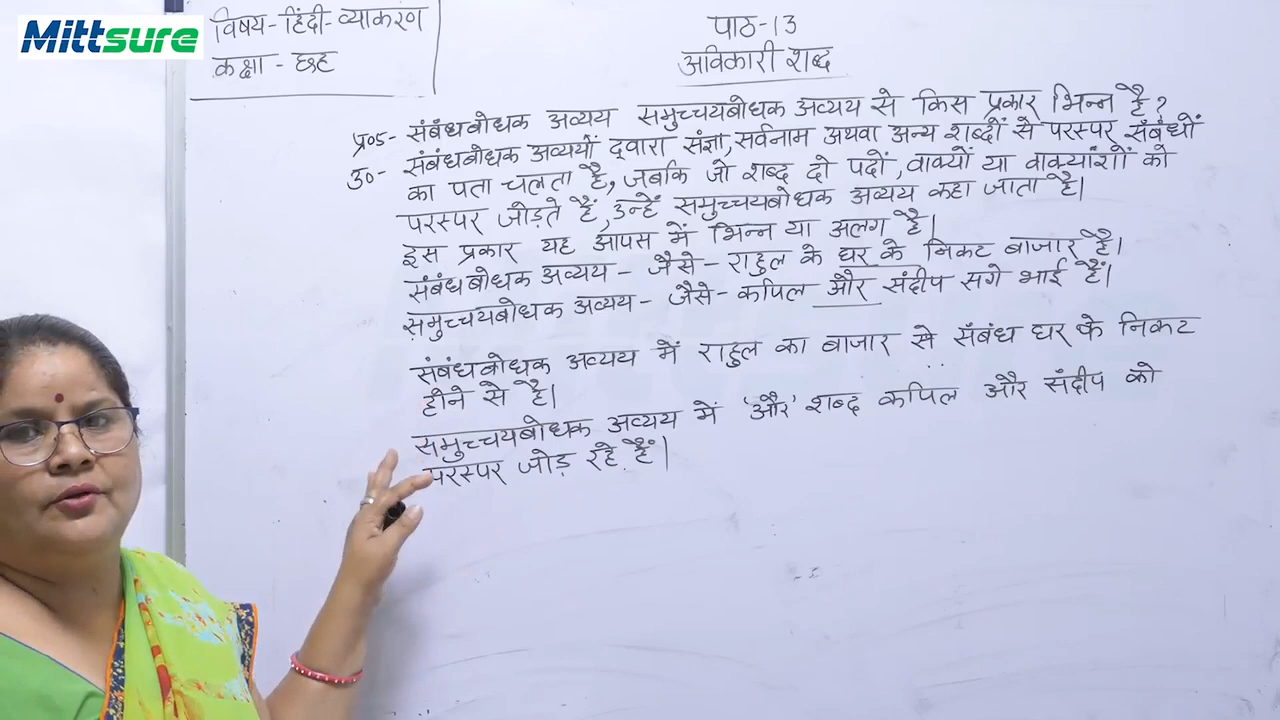 Mittsure
विषय-हिंदी-व्याकरण
कक्षा - छह
पाठ-13
अविकारी शब्द
प्र०5- संबंधबोधक अव्यय समुच्चयबोधक अव्यय से किस प्रकार भिन्न है?
उ०- संबंधबोधक अव्ययों द्वारा संज्ञा, सर्वनाम अथवा अन्य शब्दों से परस्पर संबंधों
का पता चलता है, जबकि जो शब्द दो पदों, वाक्यों या वाक्यांशों को
परस्पर जोड़ते हैं, उन्हें समुच्चयबोधक अव्यय कहा जाता है।
इस प्रकार यह आपस में भिन्न या अलग है।
संबंधबोधक अव्यय - जैसे - राहुल के घर के निकट बाजार है।
समुच्चयबोधक अव्यय - जैसे - कपिल और संदीप सगे भाई हैं।
संबंधबोधक अव्यय में राहुल का बाजार से संबंध घर के निकट
होने से है।
समुच्चयबोधक अव्यय में 'और' शब्द कपिल और संदीप को
परस्पर जोड़ रहे हैं।